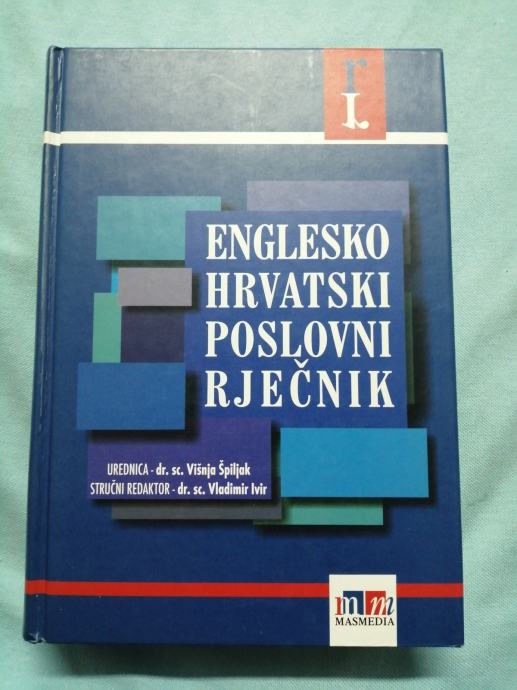 r
ENGLESKO
HRVATSKI
POSLOVNI
RJEČNIK
UREDNICA - dr. sc. Višnja Špiljak
STRUČNI REDAKTOR - dr. sc. Vladimir Ivir
mm
MASMEDIA